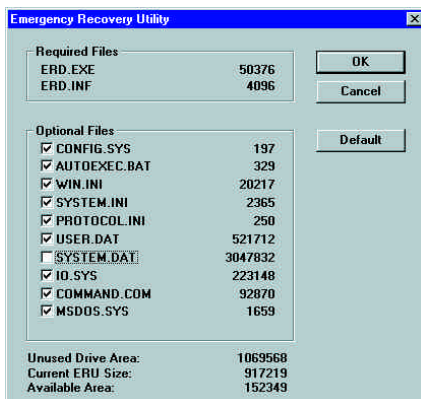 Emergency Recovery Utility
Required Files
ERD.EXE 50376
ERD.INF 4096
OK
Cancel
Default
Optional Files
CONFIG.SYS 197
AUTOEXEC.BAT 329
WIN.INI 20217
SYSTEM.INI 2365
PROTOCOL.INI 250
USER.DAT 521712
SYSTEM.DAT 3047832
IO.SYS 223148
COMMAND.COM 92870
MSDOS.SYS 1659
Unused Drive Area: 1069568
Current ERU Size: 917219
Available Area: 152349